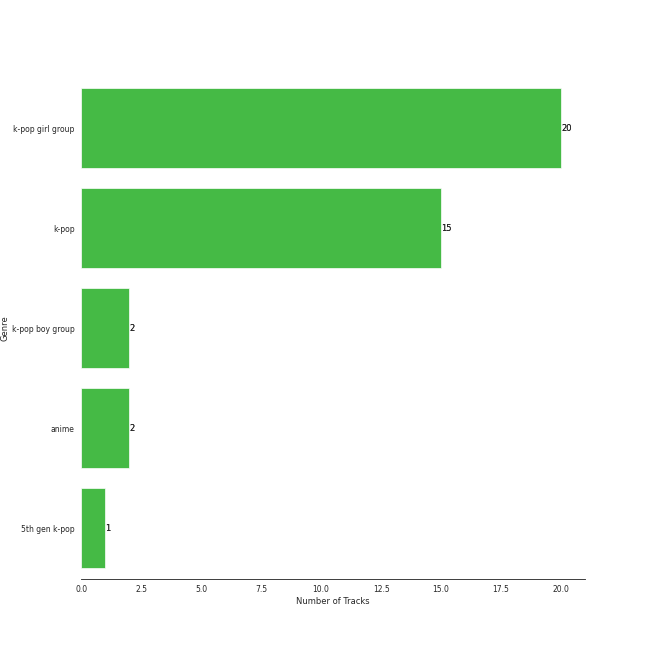 k-pop girl group
20
k-pop
15
k-pop boy group
2
Genre
anime
2
5th gen k-pop
1
0.0 2.5 5.0 7.5 10.0 12.5 15.0 17.5 20.0
Number of Tracks